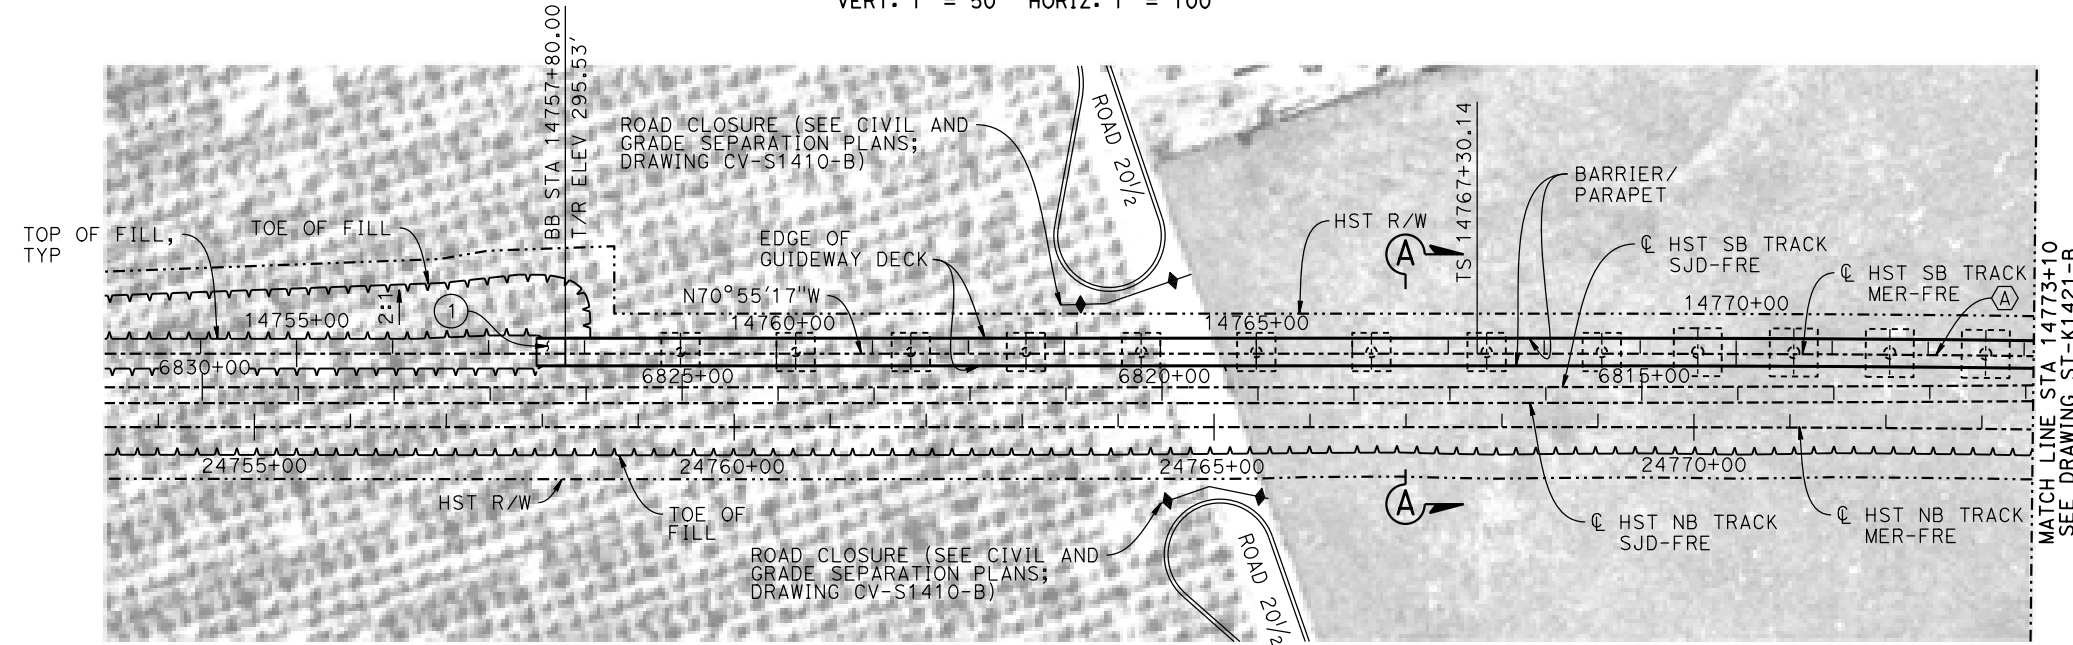 VERT. 1" = 50' HORIZ. 1" = 100'
BB STA 14757+80.00
T/R ELEV 295.53'
ROAD CLOSURE (SEE CIVIL AND
GRADE SEPARATION PLANS;
DRAWING CV-S1410-B)
ROAD 20½
TS 14767+30.14
BARRIER/
PARAPET
TOP OF FILL,
TYP
TOE OF FILL
EDGE OF
GUIDEWAY DECK
HST R/W
A
℄ HST SB TRACK
SJD-FRE
℄ HST SB TRACK
MER-FRE
A
N70°55'17"W
2:1
1
14755+00
14760+00
14765+00
14770+00
6830+00
6825+00
6820+00
6815+00
24755+00
24760+00
24765+00
24770+00
HST R/W
TOE OF
FILL
A
℄ HST NB TRACK
SJD-FRE
℄ HST NB TRACK
MER-FRE
ROAD CLOSURE (SEE CIVIL AND
GRADE SEPARATION PLANS;
DRAWING CV-S1410-B)
ROAD 20½
MATCH LINE STA 14773+10
SEE DRAWING ST-K1421-B